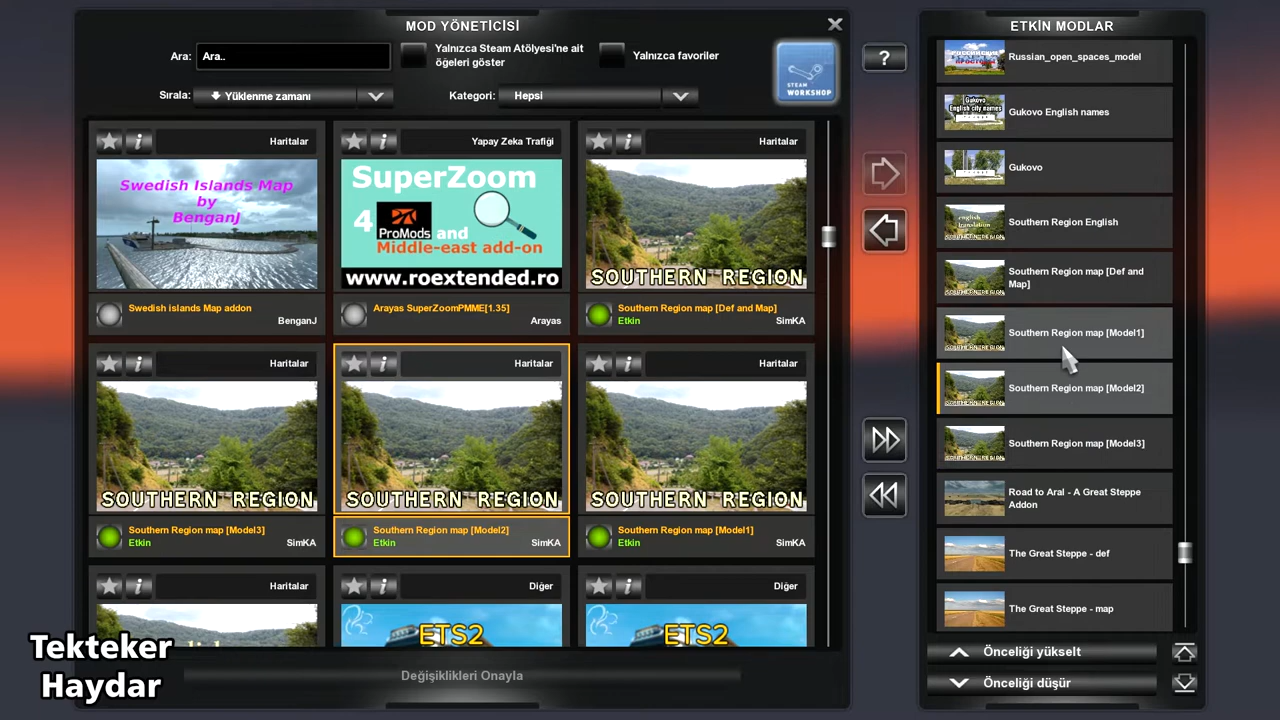 MOD YÖNETİCİSİ
Ara:
Ara..
Yalnızca Steam Atölyesi'ne ait
öğeleri göster
Yalnızca favoriler
STEAM
WORKSHOP
Sırala:
Yüklenme zamanı
Kategori:
Hepsi
Haritalar
Swedish Islands Map
by
BenganJ
Swedish islands Map addon
BenganJ
Yapay Zeka Trafiği
SuperZoom
4 ProMods and
Middle-east add-on
www.roextended.ro
Arayas SuperZoomPMME[1.35]
Arayas
Haritalar
SOUTHERN REGION
Southern Region map [Def and Map]
Etkin
SimKA
Haritalar
SOUTHERN REGION
Southern Region map [Model3]
Etkin
SimKA
Haritalar
SOUTHERN REGION
Southern Region map [Model2]
Etkin
SimKA
Haritalar
SOUTHERN REGION
Southern Region map [Model1]
Etkin
SimKA
Haritalar
Diğer
ETS2
Diğer
ETS2
Değişiklikleri Onayla
?
ETKİN MODLAR
Russian_open_spaces_model
Gukovo
English city names
Gukovo English names
Gukovo
Southern Region English
english
translation
Southern Region map [Def and
Map]
Southern Region map [Model1]
Southern Region map [Model2]
Southern Region map [Model3]
Road to Aral - A Great Steppe
Addon
The Great Steppe - def
The Great Steppe - map
Önceliği yükselt
Önceliği düşür
Tekteker
Haydar